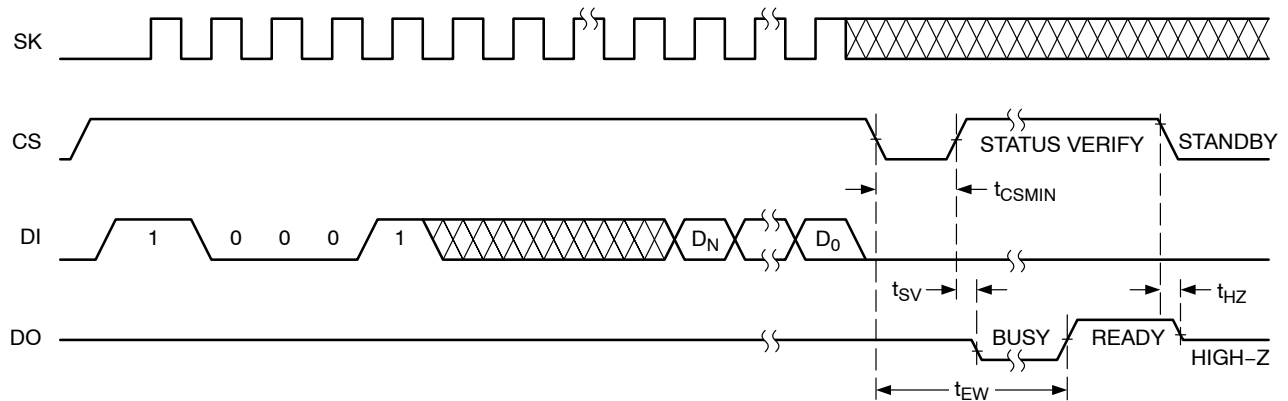 SK
CS
STATUS VERIFY
STANDBY
tCSMIN
DI
1 0 0 0 1 DN D0
tSV
tHZ
DO
BUSY
READY
HIGH–Z
tEW